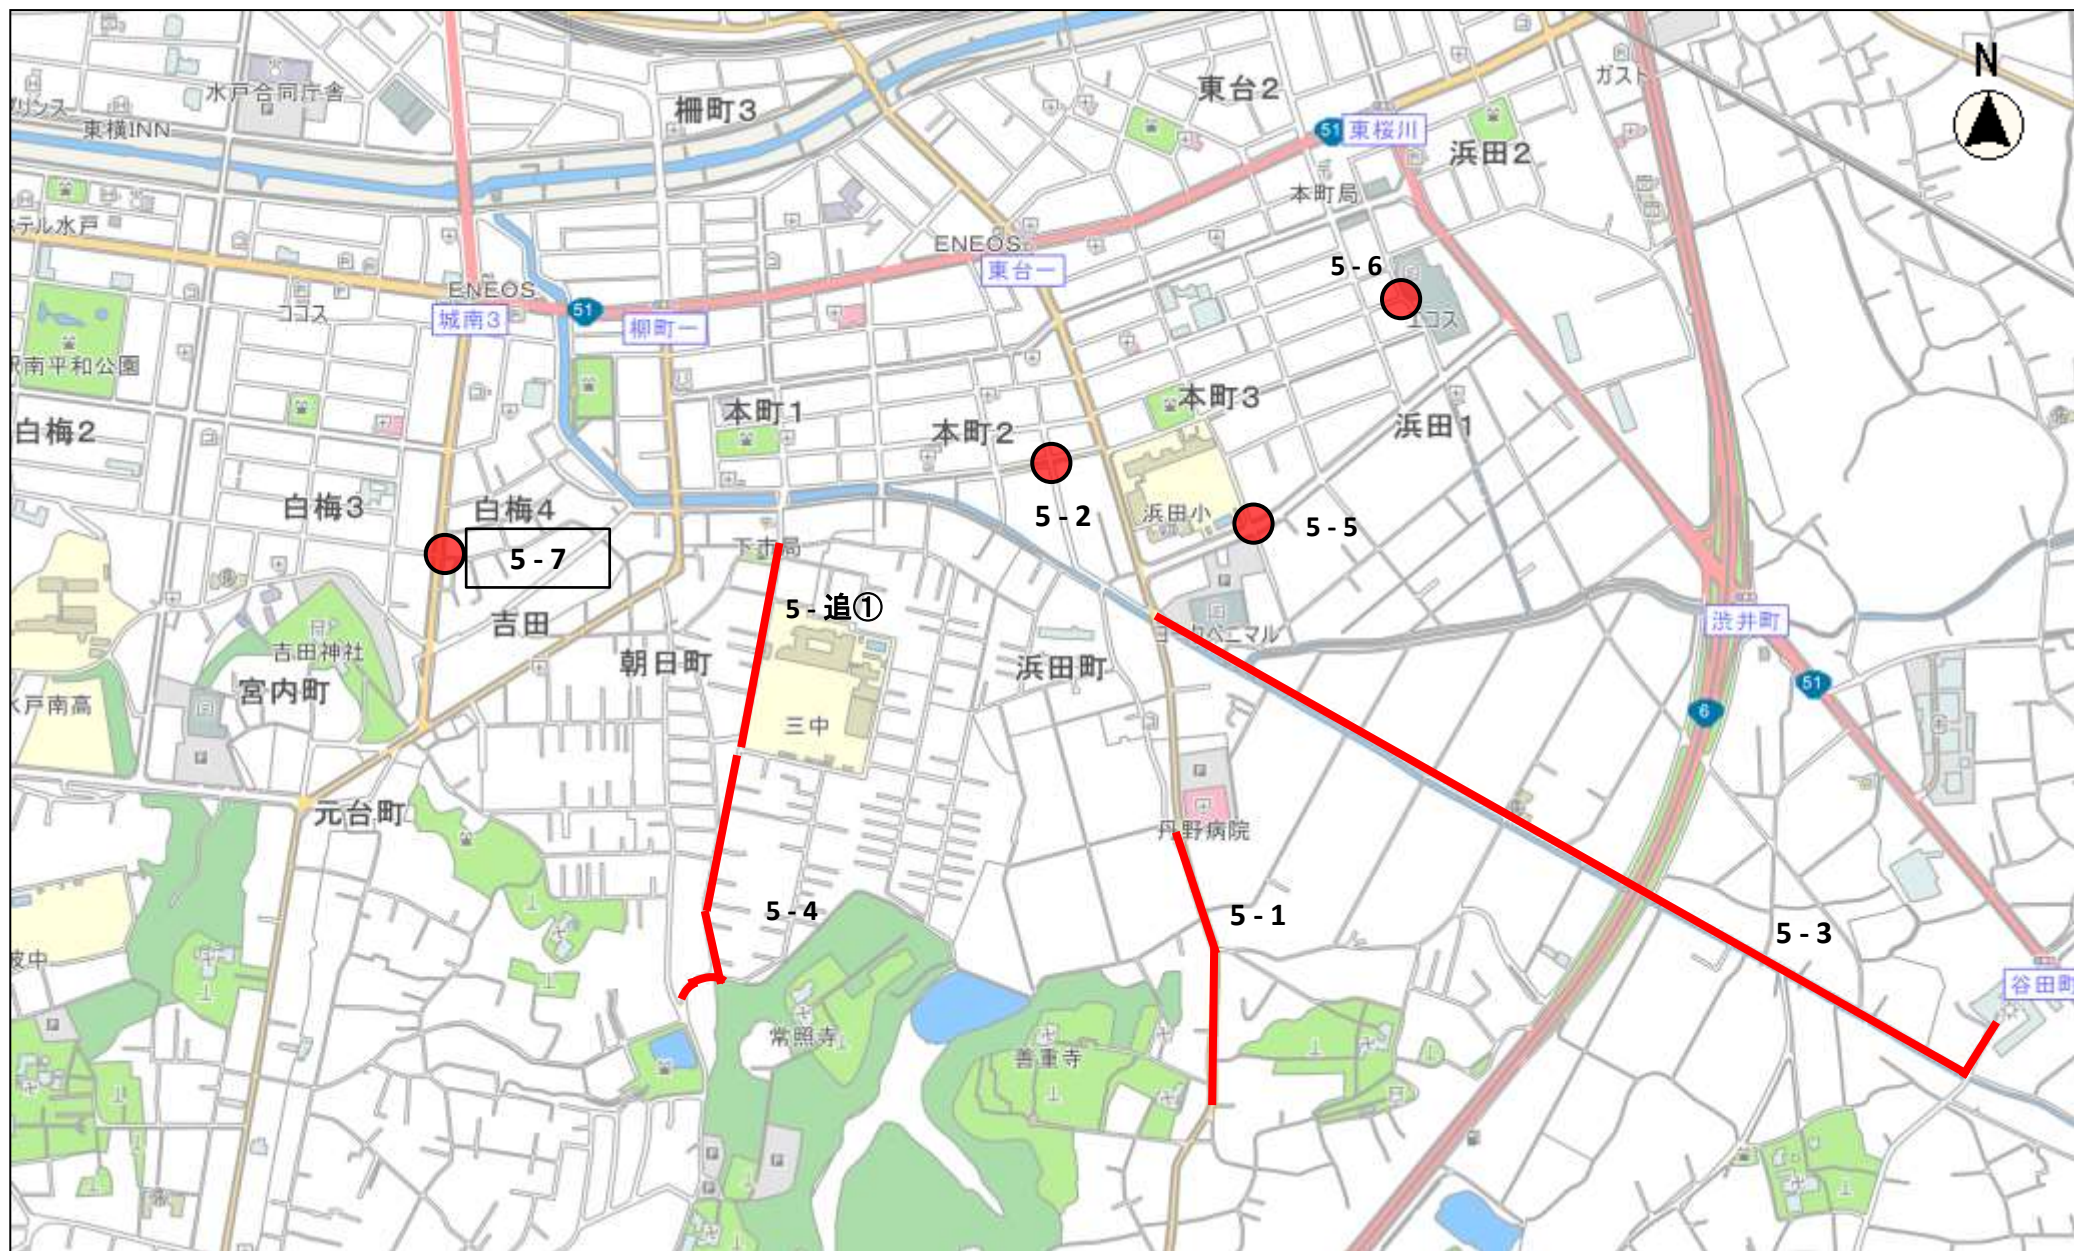 N
ガスト
東台2
水戸合同庁舎
柵町3
東横INN
51
東桜川
浜田2
本町局
ENEOS
東台一
5 - 6
ENEOS
51
ココス
城南3
柳町一
エコス
駅南平和公園
本町3
本町1
白梅2
本町2
浜田1
白梅3
白梅4
浜田小
5 - 2
5 - 5
下市局
5 - 7
5 - 追①
渋井町
吉田
吉田神社
朝日町
浜田町
宮内町
51
6
三中
元台町
丹野病院
5 - 4
5 - 1
5 - 3
谷田町
常照寺
善重寺